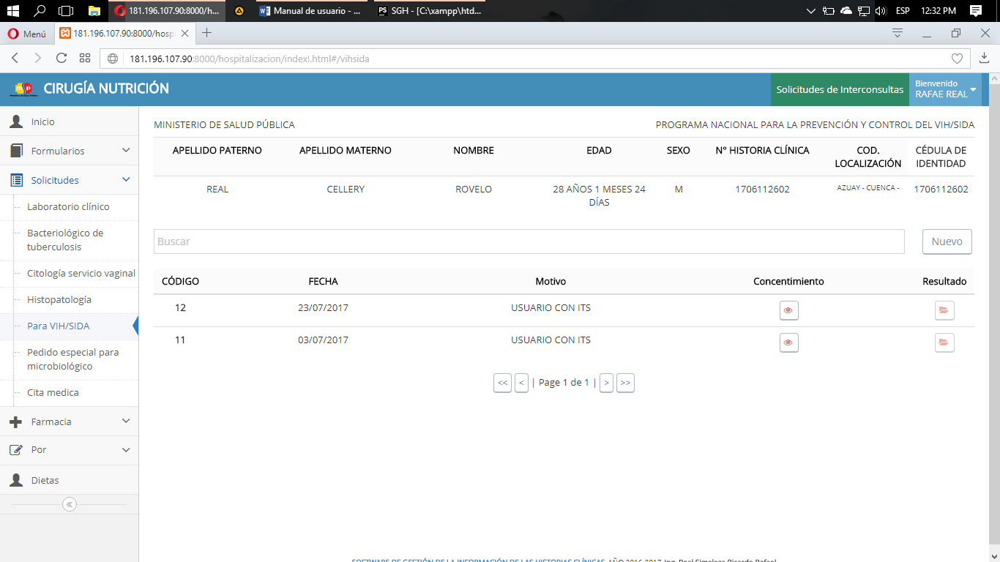 181.196.107.90:8000/h...
Manual de usuario - ...
PS SGH - [C:\xampp\htd...
ESP 12:32 PM
Menú
181.196.107.90:8000/hosp
181.196.107.90:8000/hospitalizacion/index!.html#/vihsida
CIRUGÍA NUTRICIÓN
Solicitudes de Interconsultas
Bienvenido
RAFAE REAL
Inicio
Formularios
Solicitudes
Laboratorio clínico
Bacteriológico de
tuberculosis
Citología servicio vaginal
Histopatología
Para VIH/SIDA
Pedido especial para
microbiológico
Cita medica
Farmacia
Por
Dietas
MINISTERIO DE SALUD PÚBLICA PROGRAMA NACIONAL PARA LA PREVENCIÓN Y CONTROL DEL VIH/SIDA
APELLIDO PATERNO APELLIDO MATERNO NOMBRE EDAD SEXO N° HISTORIA CLÍNICA COD. CÉDULA DE
LOCALIZACIÓN IDENTIDAD
REAL CELLERY ROVELO 28 AÑOS 1 MESES 24 M 1706112602 AZUAY - CUENCA - 1706112602
DÍAS
Buscar Nuevo
CÓDIGO FECHA Motivo Concentimiento Resultado
12 23/07/2017 USUARIO CON ITS
11 03/07/2017 USUARIO CON ITS
<< < | Page 1 de 1 | > >>
SOFTWARE DE GESTIÓN DE LA INFORMACIÓN DE LAS HISTORIAS CLÍNICAS, AÑO 2016-2017, Ing. Real Simaloza Ricardo Rafael